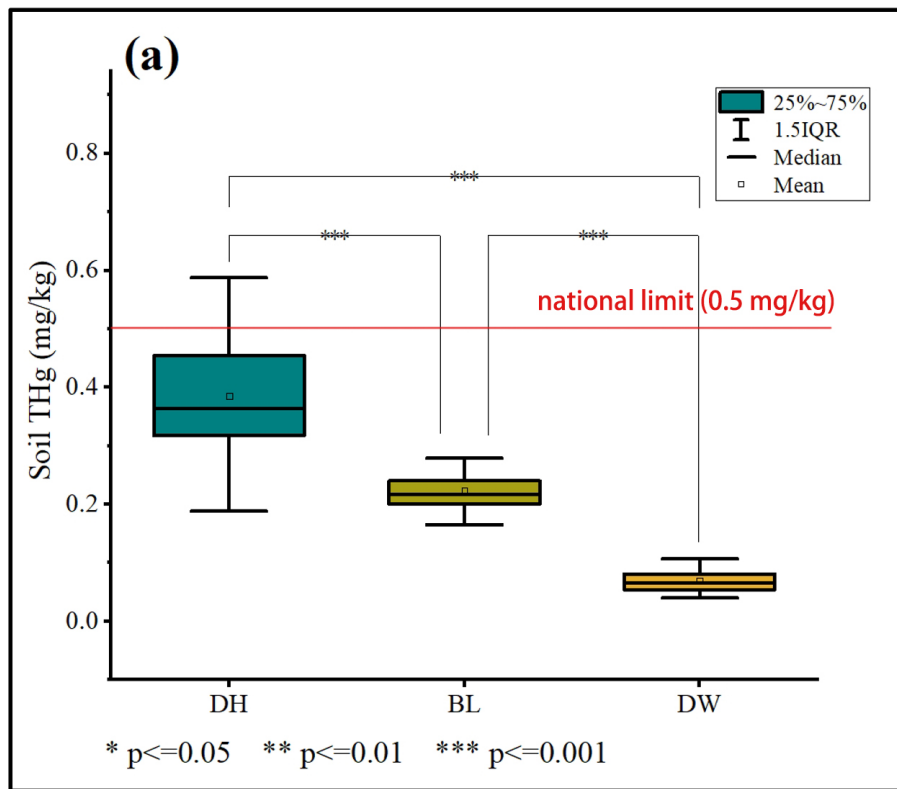 (a)
25%~75%
1.5IQR
Median
Mean
0.8
***
***
***
0.6
national limit (0.5 mg/kg)
Soil THg (mg/kg)
0.4
0.2
0.0
DH BL DW
* p<=0.05 ** p<=0.01 *** p<=0.001